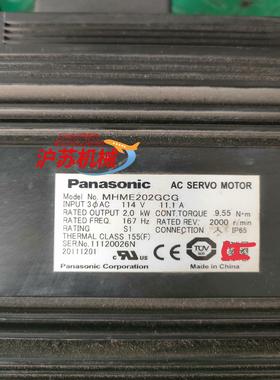 沪苏机械
Panasonic AC SERVO MOTOR
Model No. MHME202GCG
INPUT 3ϕAC 114 V 11.1 A
RATED OUTPUT 2.0 kW CONT.TORQUE 9.55 N•m
RATED FREQ. 167 Hz RATED REV. 2000 r/min
RATING S1 CONNECTION IP65
THERMAL CLASS 155(F)
SER.No. 11120026N
20111201
TÜV
Panasonic Corporation Made in China